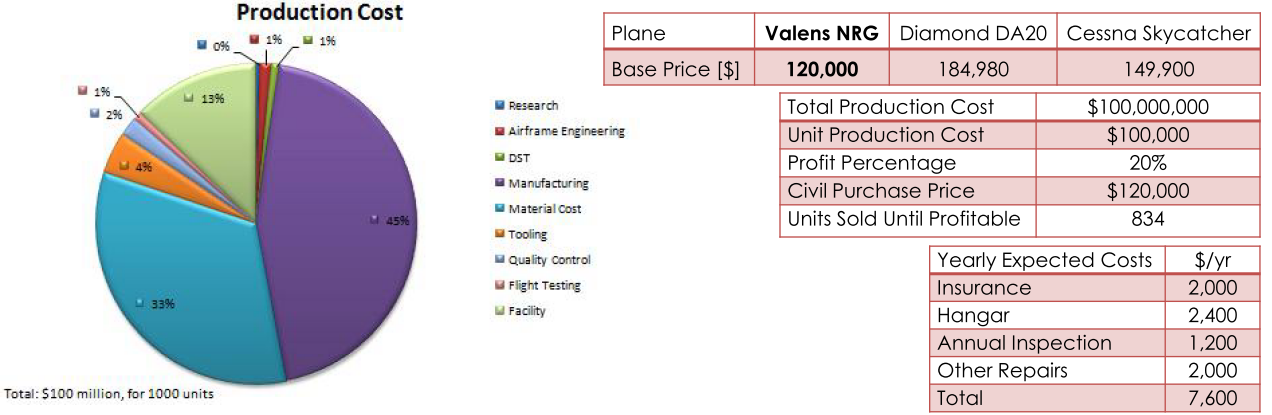 Production Cost
0%
1%
1%
45%
33%
4%
2%
1%
13%
Research
Airframe Engineering
DST
Manufacturing
Material Cost
Tooling
Quality Control
Flight Testing
Facility
Total: $100 million, for 1000 units
Plane Valens NRG Diamond DA20 Cessna Skycatcher
Base Price [$] 120,000 184,980 149,900
Total Production Cost $100,000,000
Unit Production Cost $100,000
Profit Percentage 20%
Civil Purchase Price $120,000
Units Sold Until Profitable 834
Yearly Expected Costs $/yr
Insurance 2,000
Hangar 2,400
Annual Inspection 1,200
Other Repairs 2,000
Total 7,600